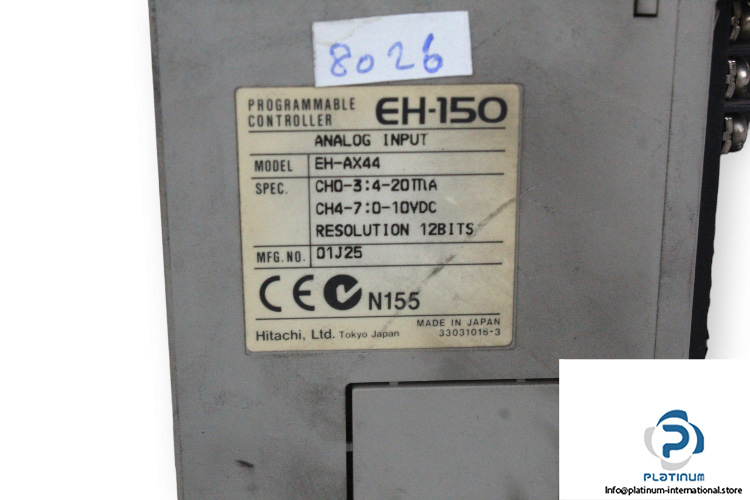 8026
PROGRAMMABLE CONTROLLER EH-150
ANALOG INPUT
MODEL EH-AX44
SPEC. CH0-3:4-20mA
CH4-7:0-10VDC
RESOLUTION 12BITS
MFG.NO. 01J25
CE N155
MADE IN JAPAN
Hitachi, Ltd. Tokyo Japan 33031016-3
PLATINUM
Info@platinum-international.store